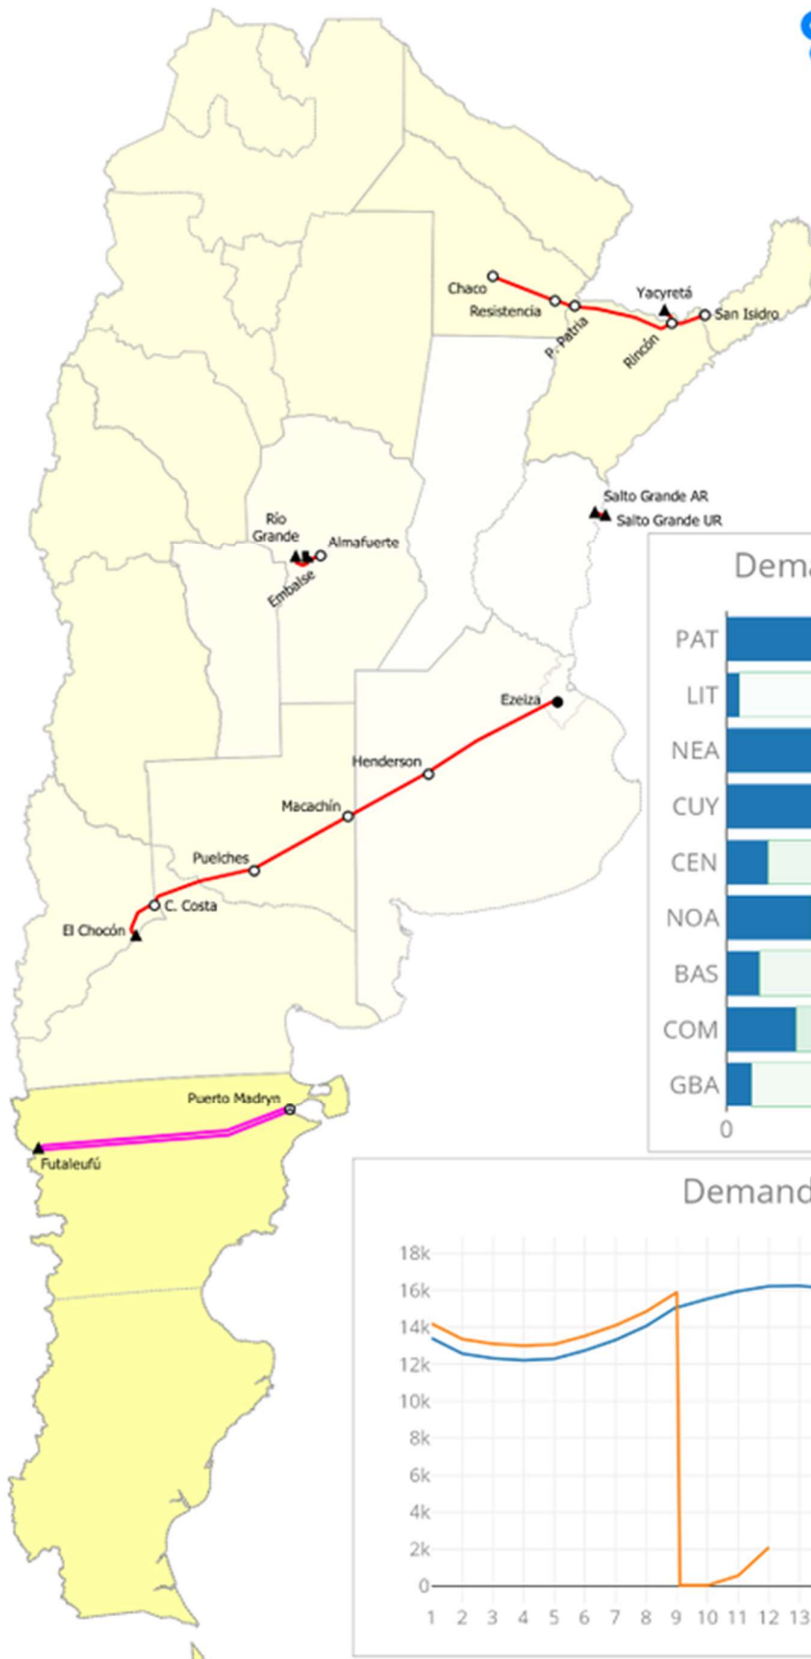 Chaco
Resistencia
P. Patria
Yacyretá
Rincón
San Isidro
Salto Grande AR
Salto Grande UR
Río
Grande
Almafuerte
Embalse
Ezeiza
Henderson
Macachín
Puelches
C. Costa
El Chocón
Puerto Madryn
Futaleufú
Dema
PAT
LIT
NEA
CUY
CEN
NOA
BAS
COM
GBA
0
Demand
18k
16k
14k
12k
10k
8k
6k
4k
2k
0
1 2 3 4 5 6 7 8 9 10 11 12 13